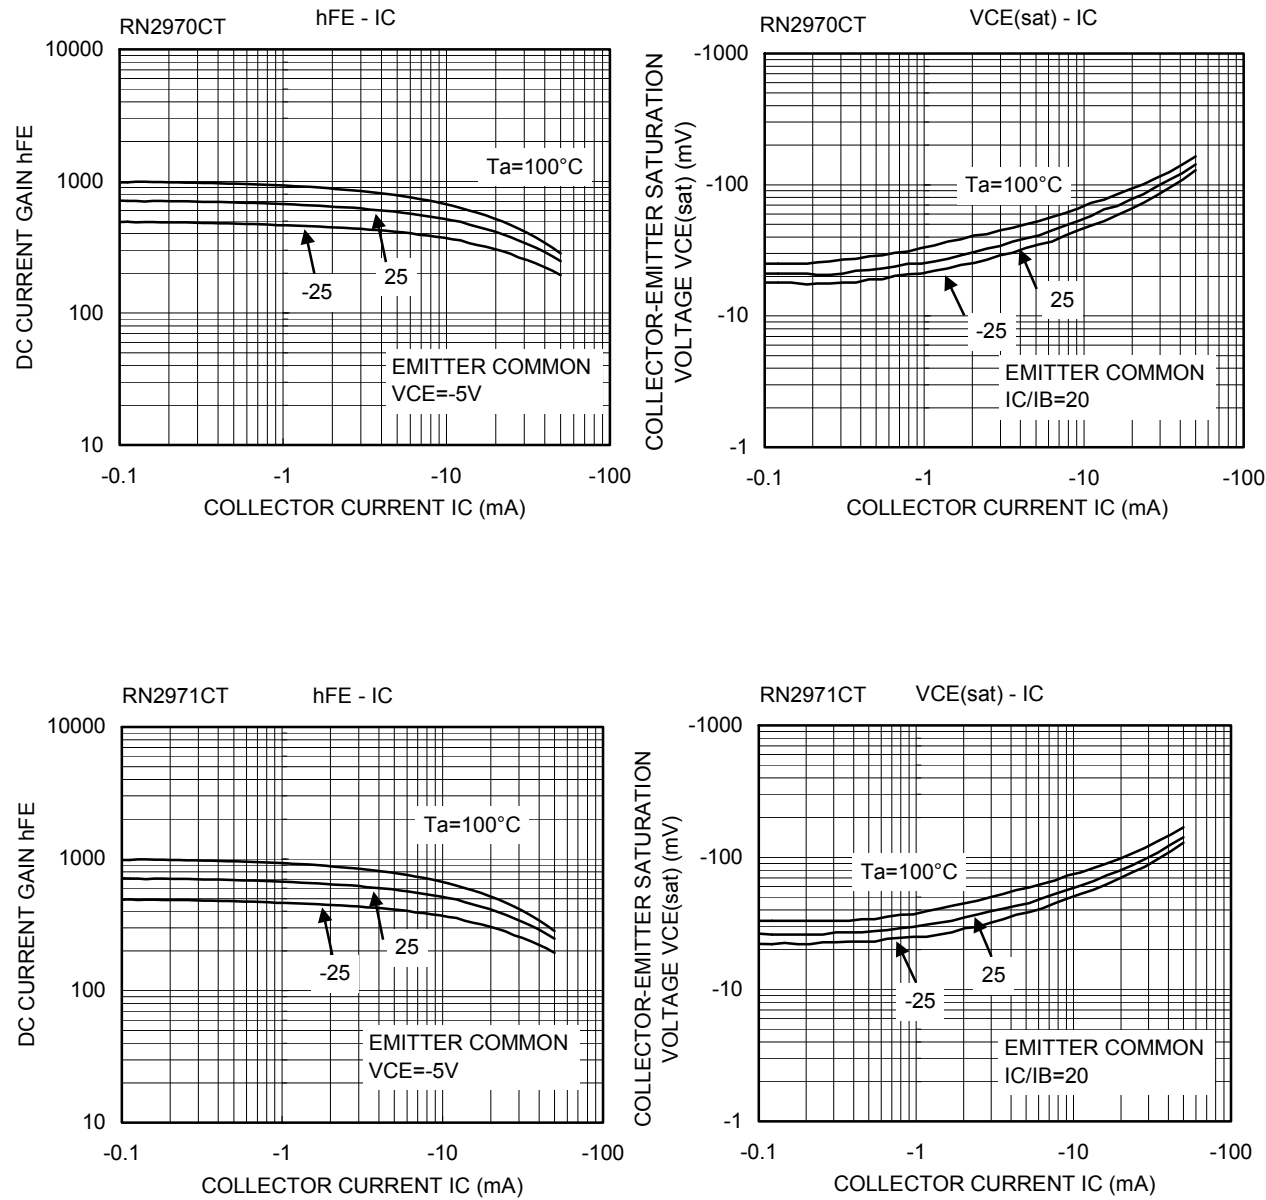 RN2970CT
hFE - IC
10000
1000
100
10
DC CURRENT GAIN hFE
Ta=100°C
25
-25
EMITTER COMMON
VCE=-5V
-0.1
-1
-10
-100
COLLECTOR CURRENT IC (mA)
RN2970CT
VCE(sat) - IC
-1000
-100
-10
-1
COLLECTOR-EMITTER SATURATION
VOLTAGE VCE(sat) (mV)
Ta=100°C
25
-25
EMITTER COMMON
IC/IB=20
-0.1
-1
-10
-100
COLLECTOR CURRENT IC (mA)
RN2971CT
hFE - IC
10000
1000
100
10
DC CURRENT GAIN hFE
Ta=100°C
25
-25
EMITTER COMMON
VCE=-5V
-0.1
-1
-10
-100
COLLECTOR CURRENT IC (mA)
RN2971CT
VCE(sat) - IC
-1000
-100
-10
-1
COLLECTOR-EMITTER SATURATION
VOLTAGE VCE(sat) (mV)
Ta=100°C
25
-25
EMITTER COMMON
IC/IB=20
-0.1
-1
-10
-100
COLLECTOR CURRENT IC (mA)